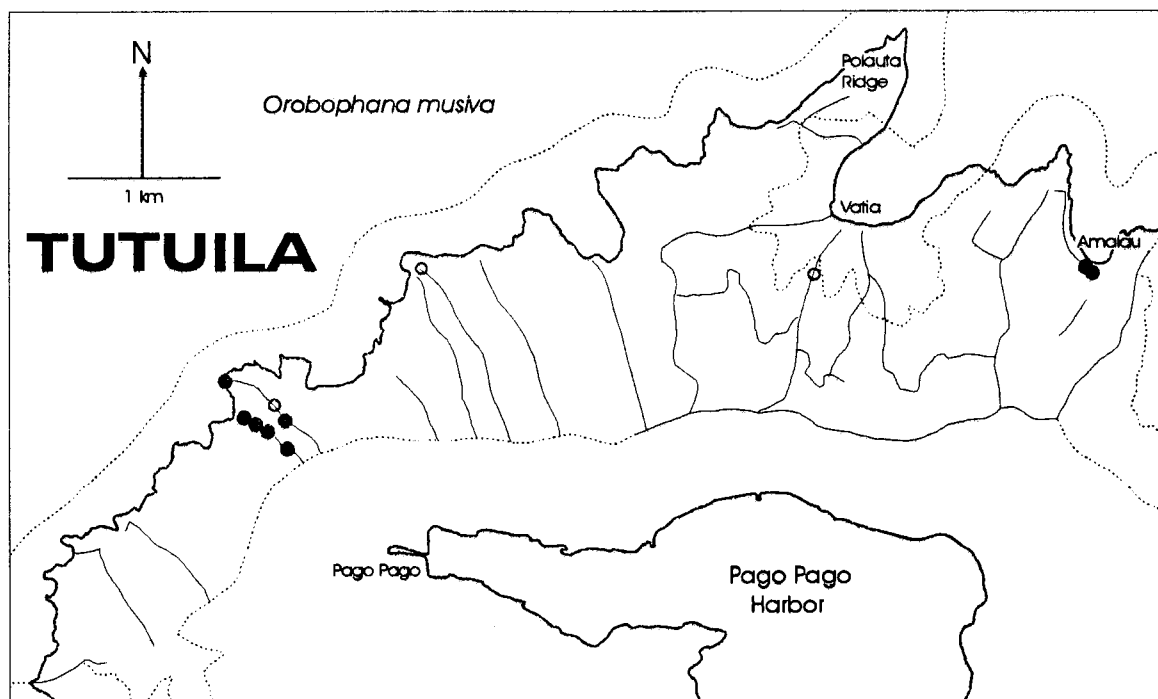 N
Orobophana musiva
1 km
TUTUILA
Polauta
Ridge
Vatia
Amalau
Pago Pago
Pago Pago
Harbor